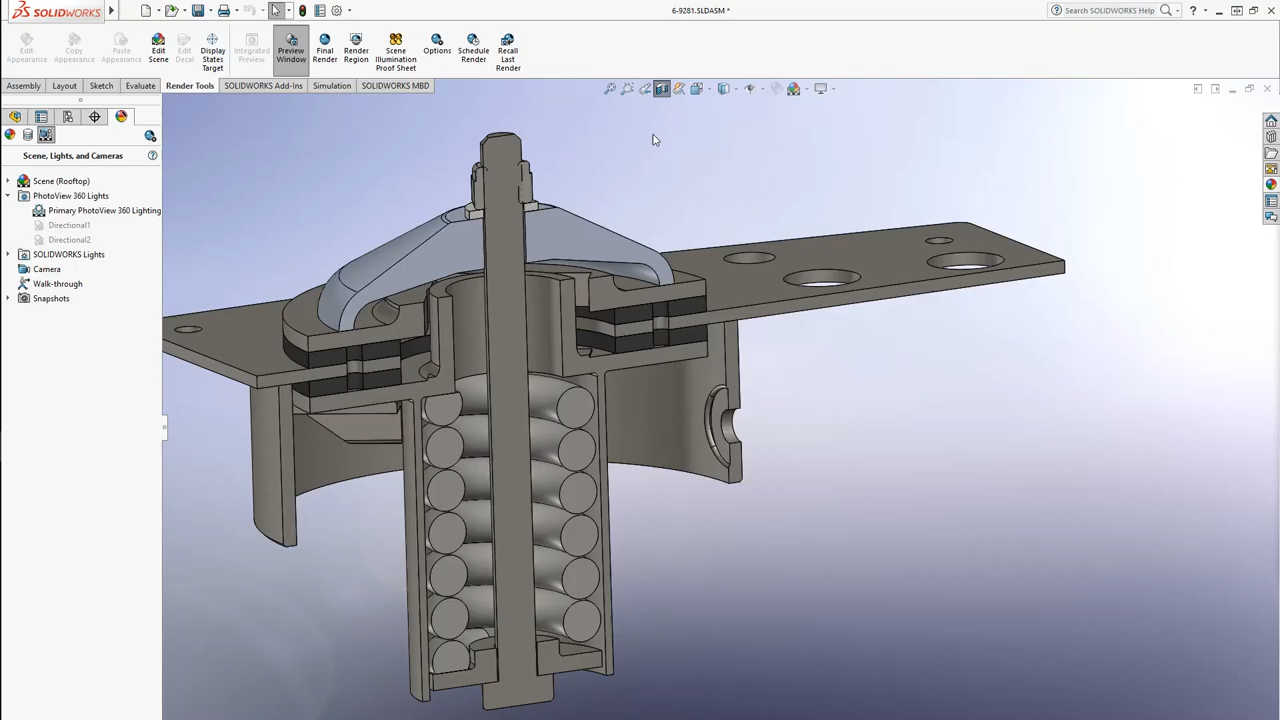 SOLIDWORKS
6-9281.SLDASM *
Search SOLIDWORKS Help
Edit Appearance
Copy Appearance
Paste Appearance
Edit Scene
Edit Decal
Display States Target
Integrated Preview
Preview Window
Final Render
Render Region
Scene Illumination Proof Sheet
Options
Schedule Render
Recall Last Render
Assembly
Layout
Sketch
Evaluate
Render Tools
SOLIDWORKS Add-Ins
Simulation
SOLIDWORKS MBD
Scene, Lights, and Cameras
Scene (Rooftop)
PhotoView 360 Lights
Primary PhotoView 360 Lighting
Directional1
Directional2
SOLIDWORKS Lights
Camera
Walk-through
Snapshots